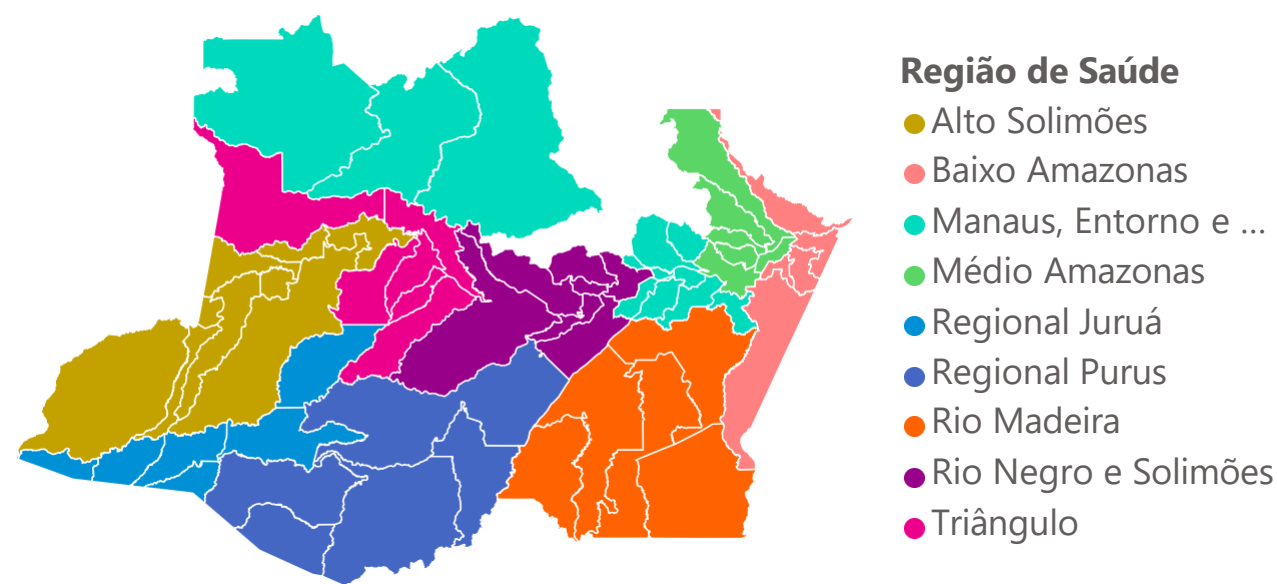 Região de Saúde
Alto Solimões
Baixo Amazonas
Manaus, Entorno e ...
Médio Amazonas
Regional Juruá
Regional Purus
Rio Madeira
Rio Negro e Solimões
Triângulo